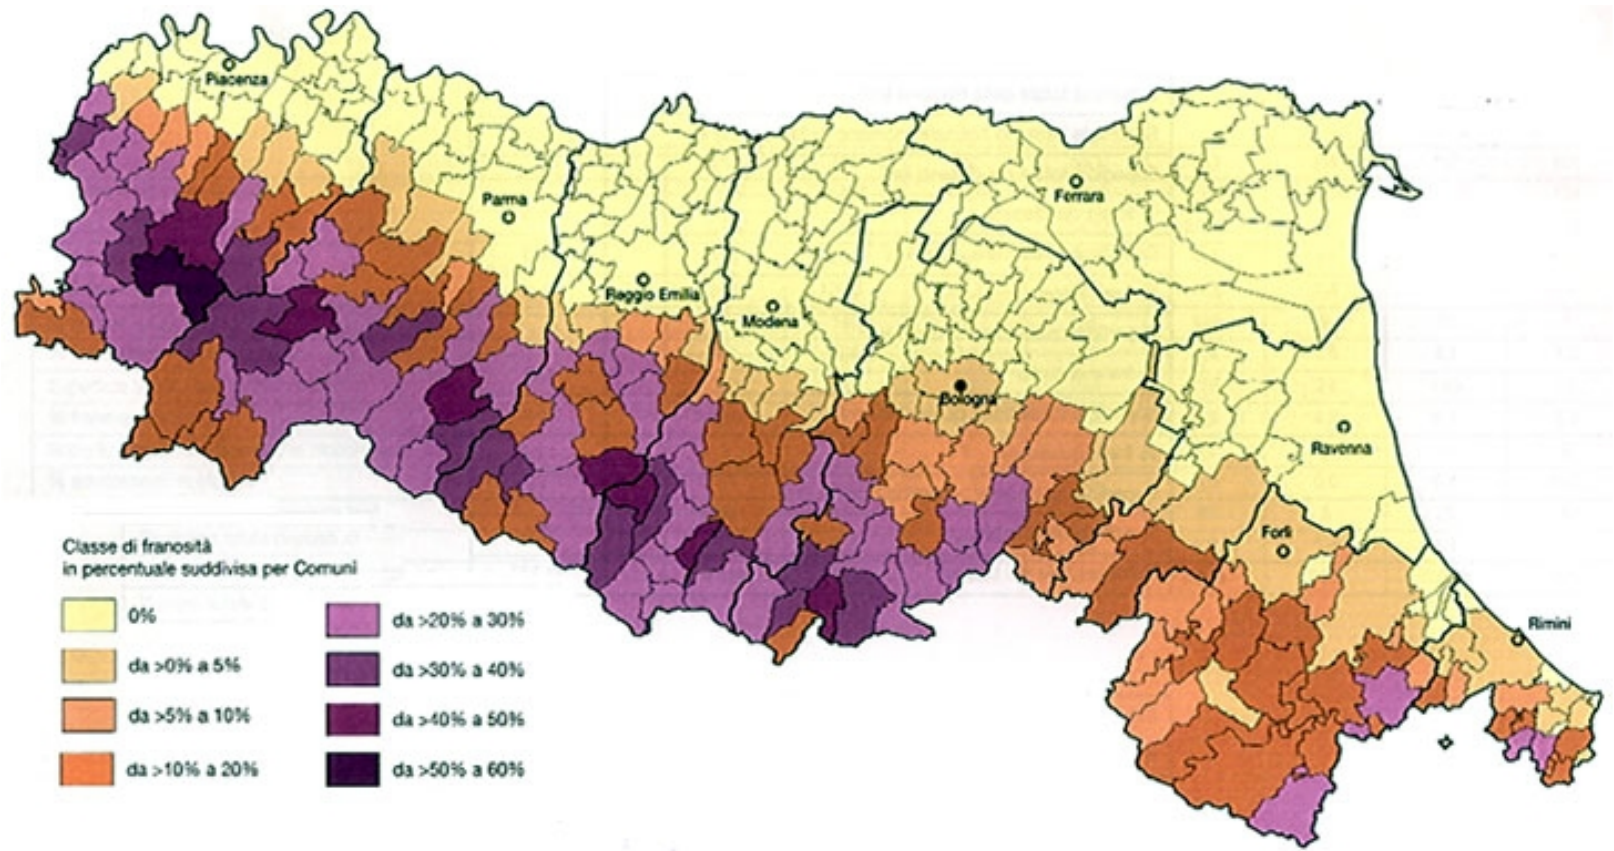 Piacenza
Parma
Reggio Emilia
Modena
Ferrara
Bologna
Ravenna
Forlì
Rimini
Classe di franosità
in percentuale suddivisa per Comuni
0%
da >0% a 5%
da >5% a 10%
da >10% a 20%
da >20% a 30%
da >30% a 40%
da >40% a 50%
da >50% a 60%